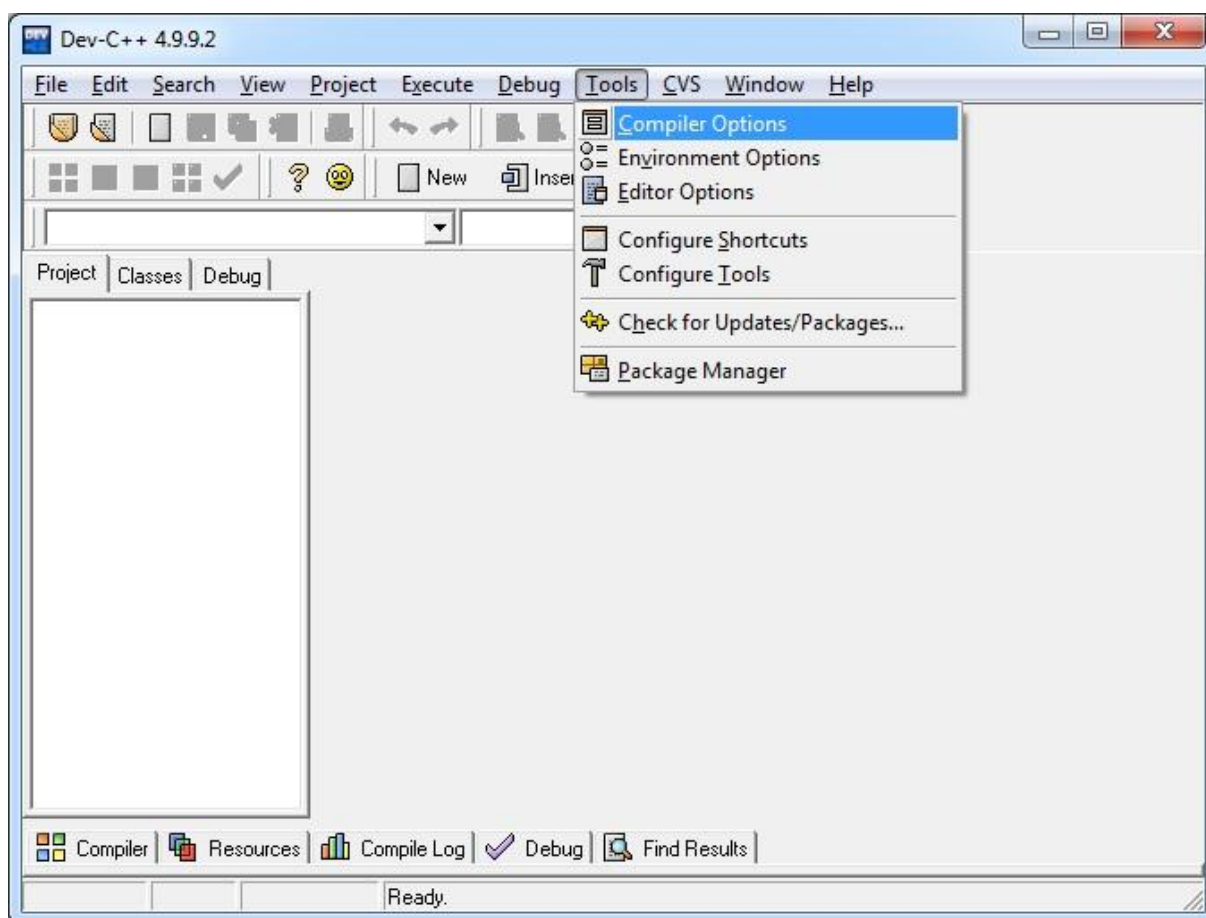 Dev-C++ 4.9.9.2
File Edit Search View Project Execute Debug Tools CVS Window Help
Compiler Options
Environment Options
Editor Options
Configure Shortcuts
Configure Tools
Check for Updates/Packages...
Package Manager
New
Project Classes Debug
Compiler Resources Compile Log Debug Find Results
Ready.